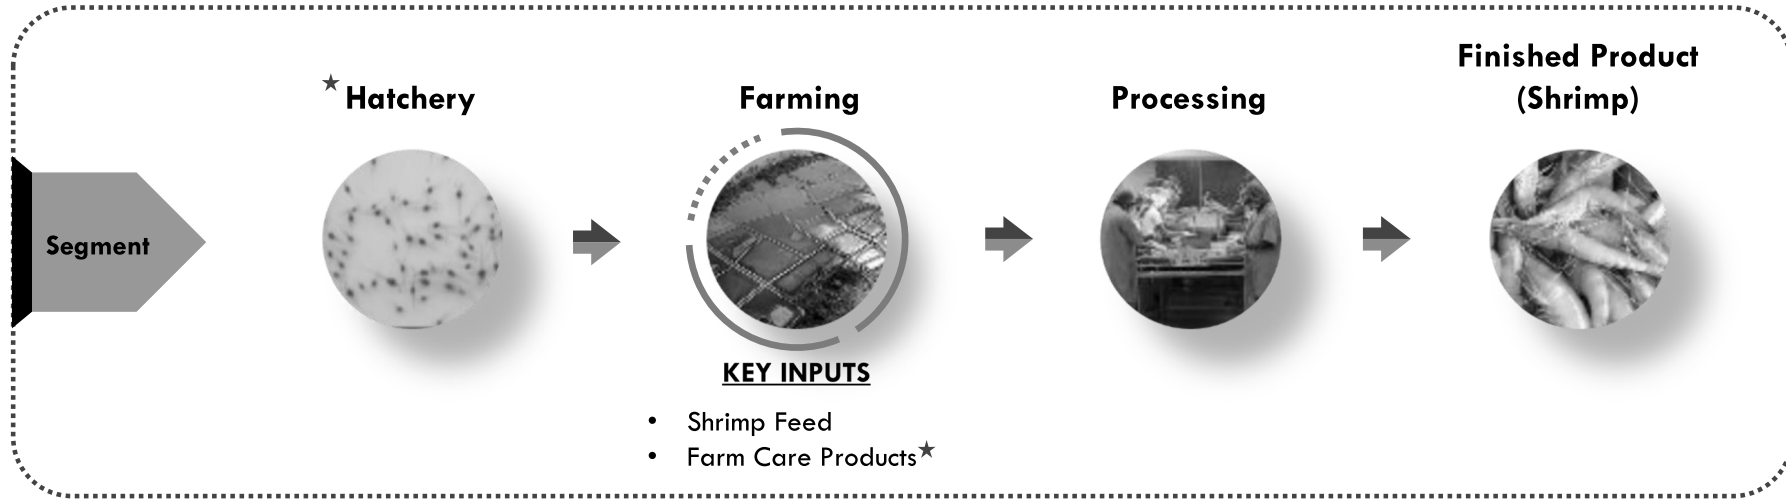 ★ Hatchery
Farming
Processing
Finished Product
(Shrimp)
Segment
KEY INPUTS
• Shrimp Feed
• Farm Care Products★